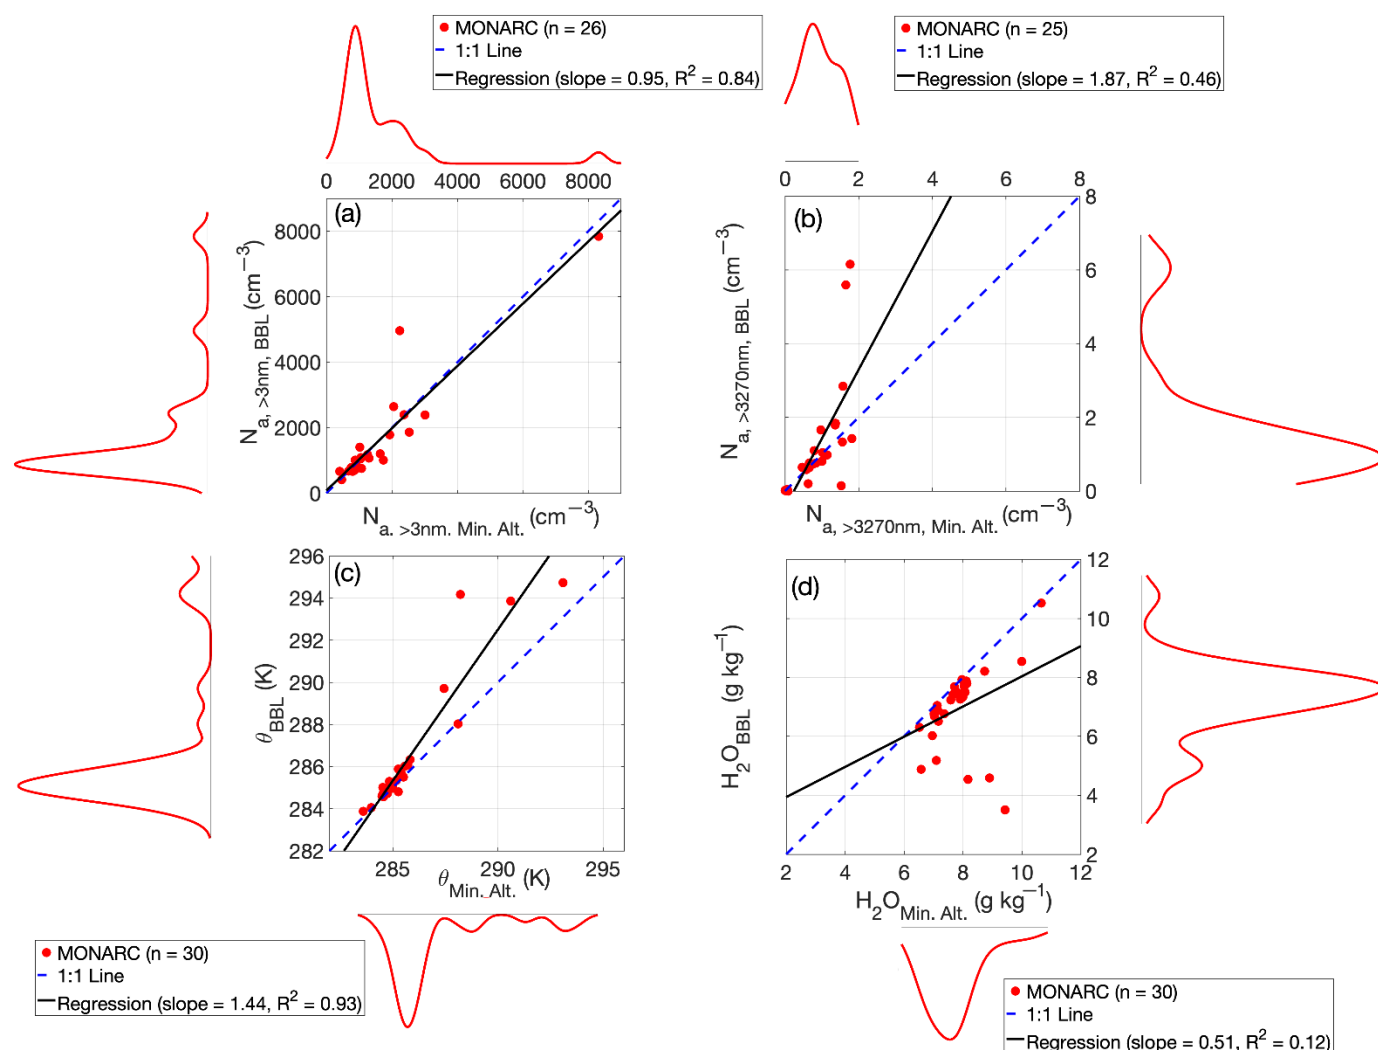 MONARC (n = 26)
1:1 Line
Regression (slope = 0.95, R² = 0.84)
MONARC (n = 25)
1:1 Line
Regression (slope = 1.87, R² = 0.46)
0 2000 4000 6000 8000
(a)
8000
6000
4000
2000
0
N a, >3nm, BBL (cm⁻³)
N a, >3nm, Min. Alt. (cm⁻³)
0 2 4 6 8
(b)
8
6
4
2
0
N a, >3270nm, BBL (cm⁻³)
N a, >3270nm, Min. Alt. (cm⁻³)
(c)
296
294
292
290
288
286
284
282
θ BBL (K)
285 290 295
θ Min. Alt. (K)
(d)
12
10
8
6
4
2
H₂O BBL (g kg⁻¹)
2 4 6 8 10 12
H₂O Min. Alt. (g kg⁻¹)
MONARC (n = 30)
1:1 Line
Regression (slope = 1.44, R² = 0.93)
MONARC (n = 30)
1:1 Line
Regression (slope = 0.51, R² = 0.12)